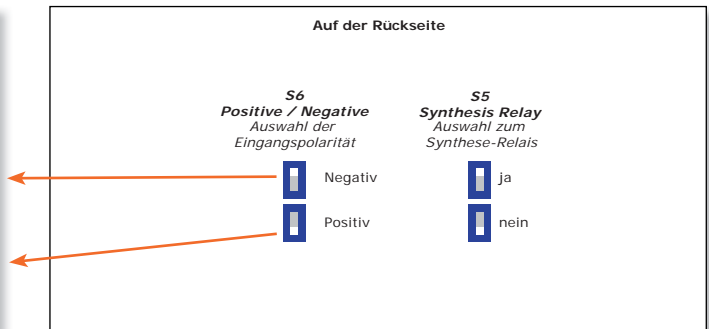 Auf der Rückseite
S6
Positive / Negative
Auswahl der
Eingangspolarität
Negativ
Positiv
S5
Synthesis Relay
Auswahl zum
Synthese-Relais
ja
nein